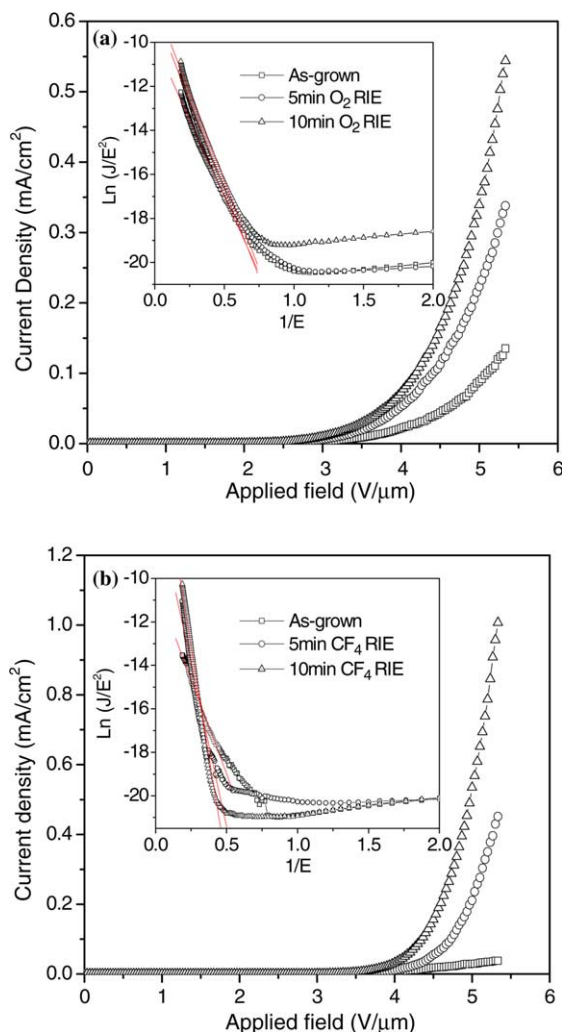 (a)
As-grown
5min O2 RIE
10min O2 RIE
Ln (J/E2)
-10
-12
-14
-16
-18
-20
0.0 0.5 1.0 1.5 2.0
1/E
Current Density (mA/cm2)
0.6
0.5
0.4
0.3
0.2
0.1
0.0
0 1 2 3 4 5 6
Applied field (V/μm)
(b)
As-grown
5min CF4 RIE
10min CF4 RIE
Ln (J/E2)
-10
-12
-14
-16
-18
-20
0.0 0.5 1.0 1.5 2.0
1/E
Current density (mA/cm2)
1.2
1.0
0.8
0.6
0.4
0.2
0.0
0 1 2 3 4 5 6
Applied field (V/μm)